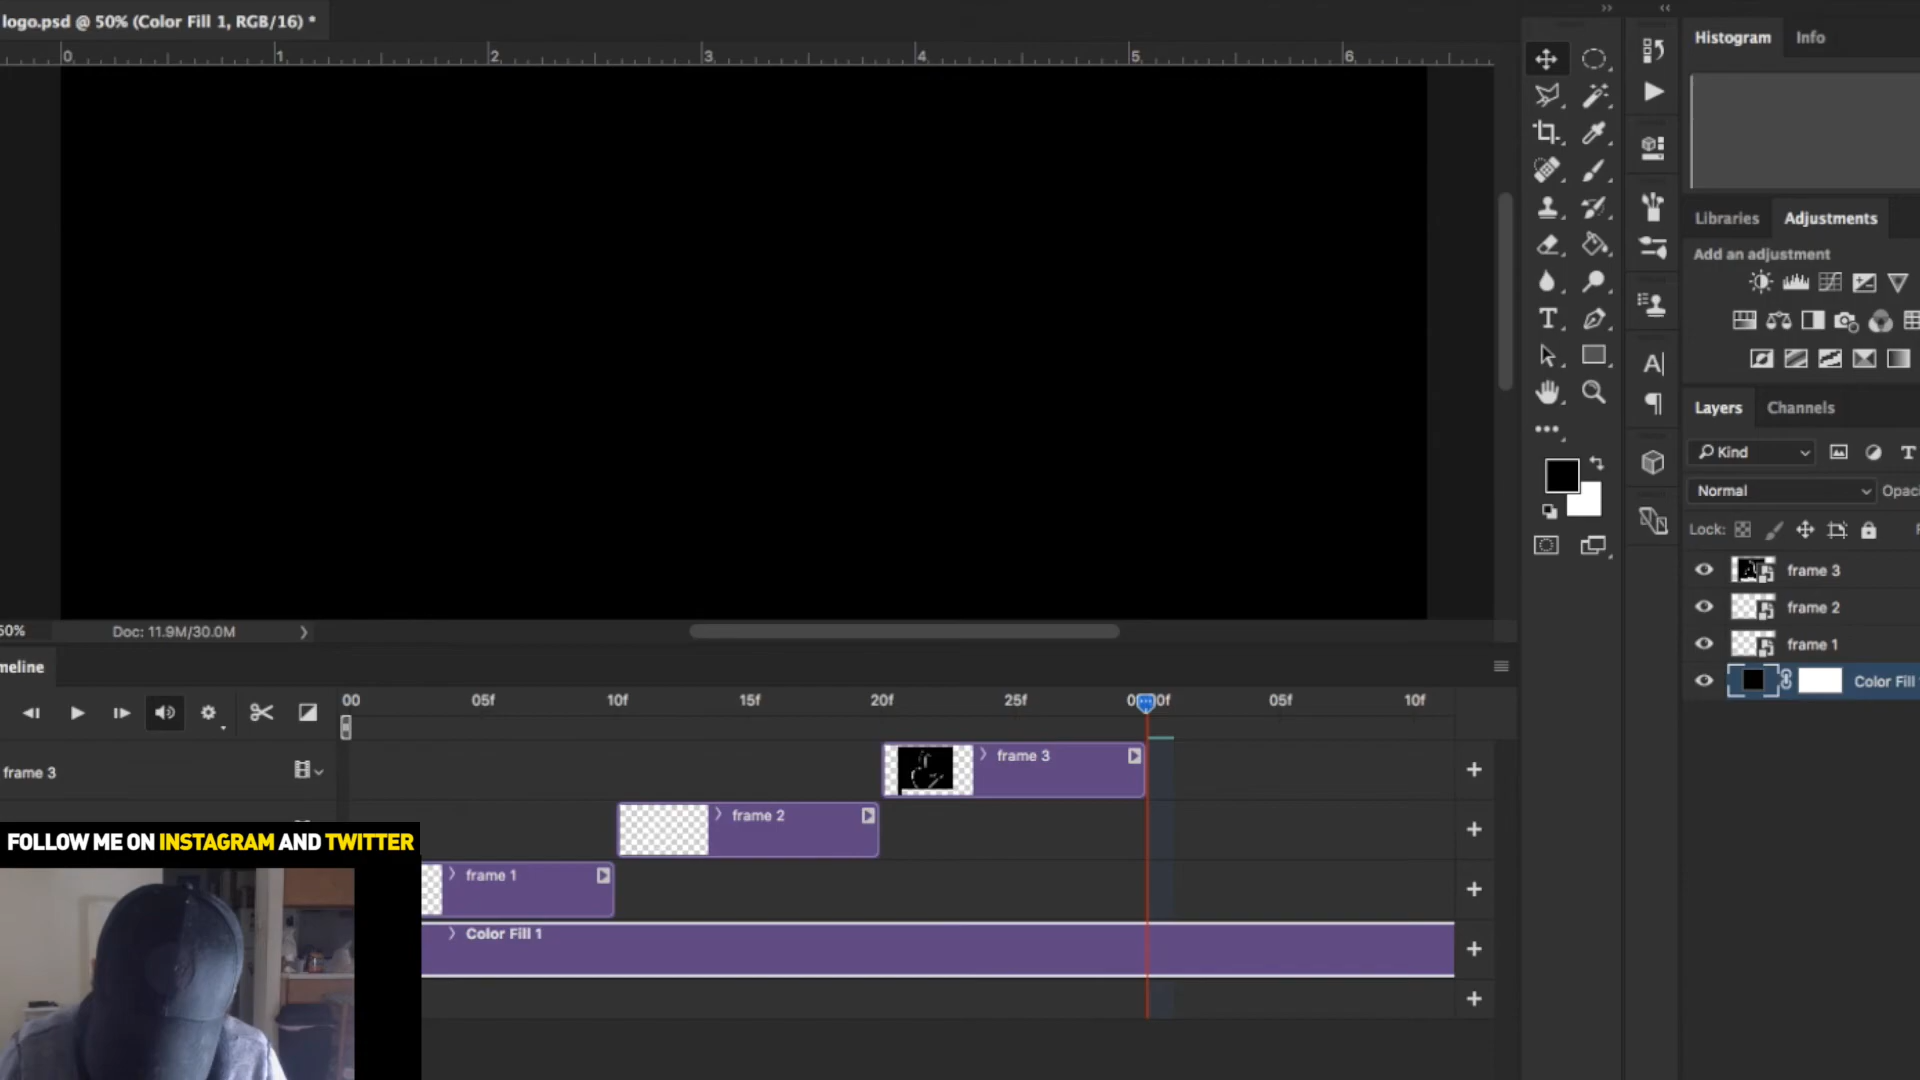 logo.psd @ 50% (Color Fill 1, RGB/16) *
Histogram
Info
0
1
2
3
4
5
6
Libraries
Adjustments
Add an adjustment
Layers
Channels
Kind
Normal
Opaci
Lock:
frame 3
frame 2
frame 1
Color Fill
50%
Doc: 11.9M/30.0M
meline
00
05f
10f
15f
20f
25f
05f
10f
frame 3
frame 3
frame 2
frame 1
Color Fill 1
FOLLOW ME ON INSTAGRAM AND TWITTER